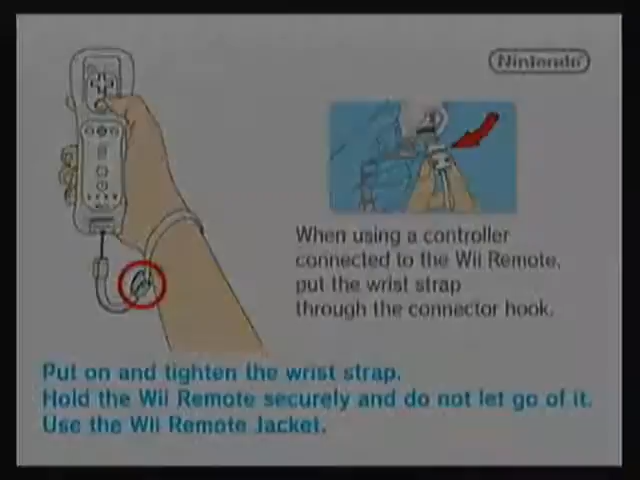 Nintendo
When using a controller
connected to the Wii Remote,
put the wrist strap
through the connector hook.
Put on and tighten the wrist strap.
Hold the Wii Remote securely and do not let go of it.
Use the Wii Remote Jacket.